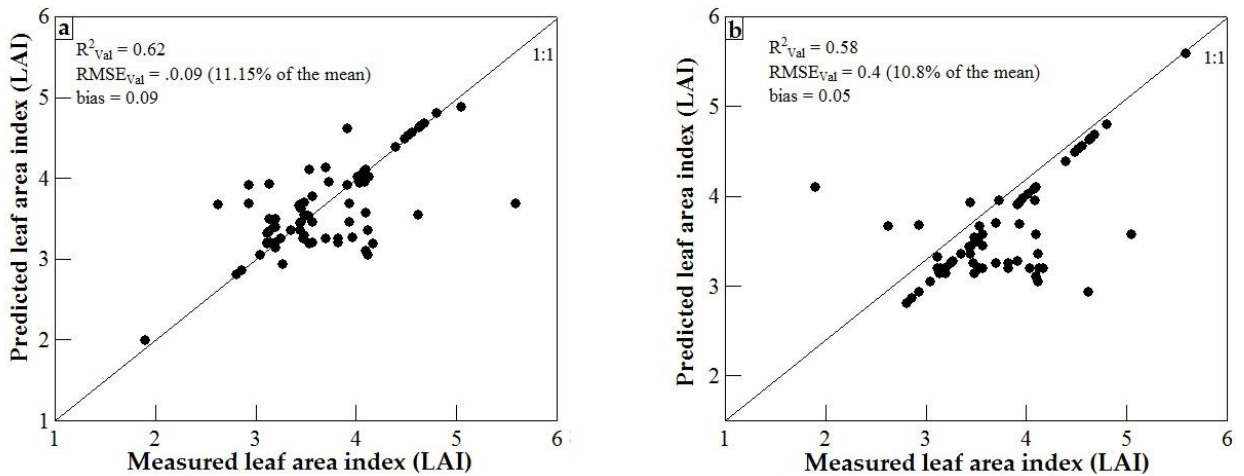 a
R²Val = 0.62
RMSEVal = .0.09 (11.15% of the mean)
bias = 0.09
1:1
6
5
4
3
2
1
Predicted leaf area index (LAI)
1 2 3 4 5 6
Measured leaf area index (LAI)
b
R²Val = 0.58
RMSEVal = 0.4 (10.8% of the mean)
bias = 0.05
1:1
6
5
4
3
2
Predicted leaf area index (LAI)
1 2 3 4 5 6
Measured leaf area index (LAI)